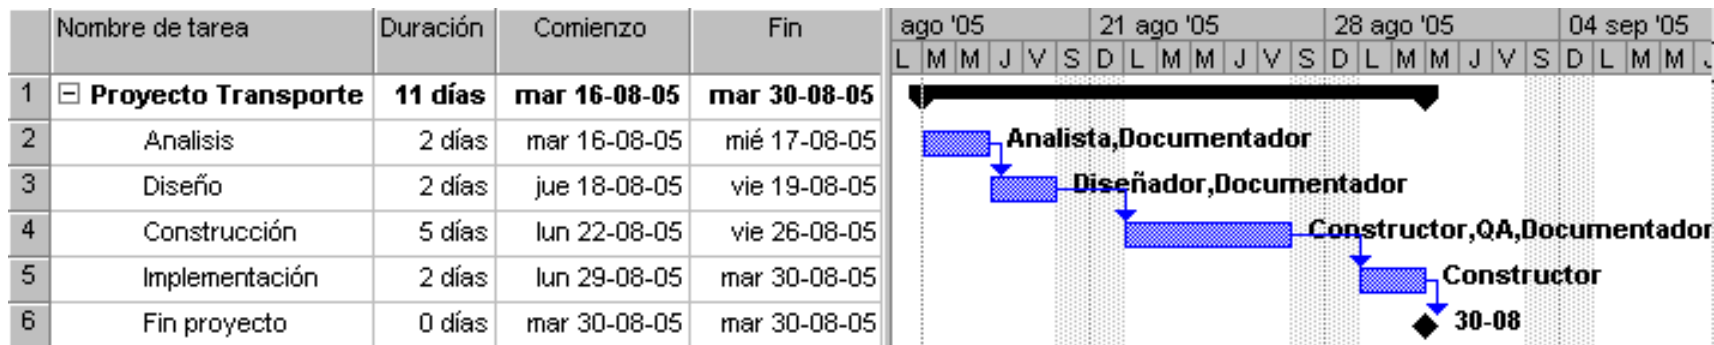 Nombre de tarea Duración Comienzo Fin ago '05 21 ago '05 28 ago '05 04 sep '05
L M M J V S D L M M J V S D L M M J V S D L M M
1 Proyecto Transporte 11 días mar 16-08-05 mar 30-08-05
2 Analisis 2 días mar 16-08-05 mié 17-08-05 Analista,Documentador
3 Diseño 2 días jue 18-08-05 vie 19-08-05 Diseñador,Documentador
4 Construcción 5 días lun 22-08-05 vie 26-08-05 Constructor,QA,Documentador
5 Implementación 2 días lun 29-08-05 mar 30-08-05 Constructor
6 Fin proyecto 0 días mar 30-08-05 mar 30-08-05 30-08